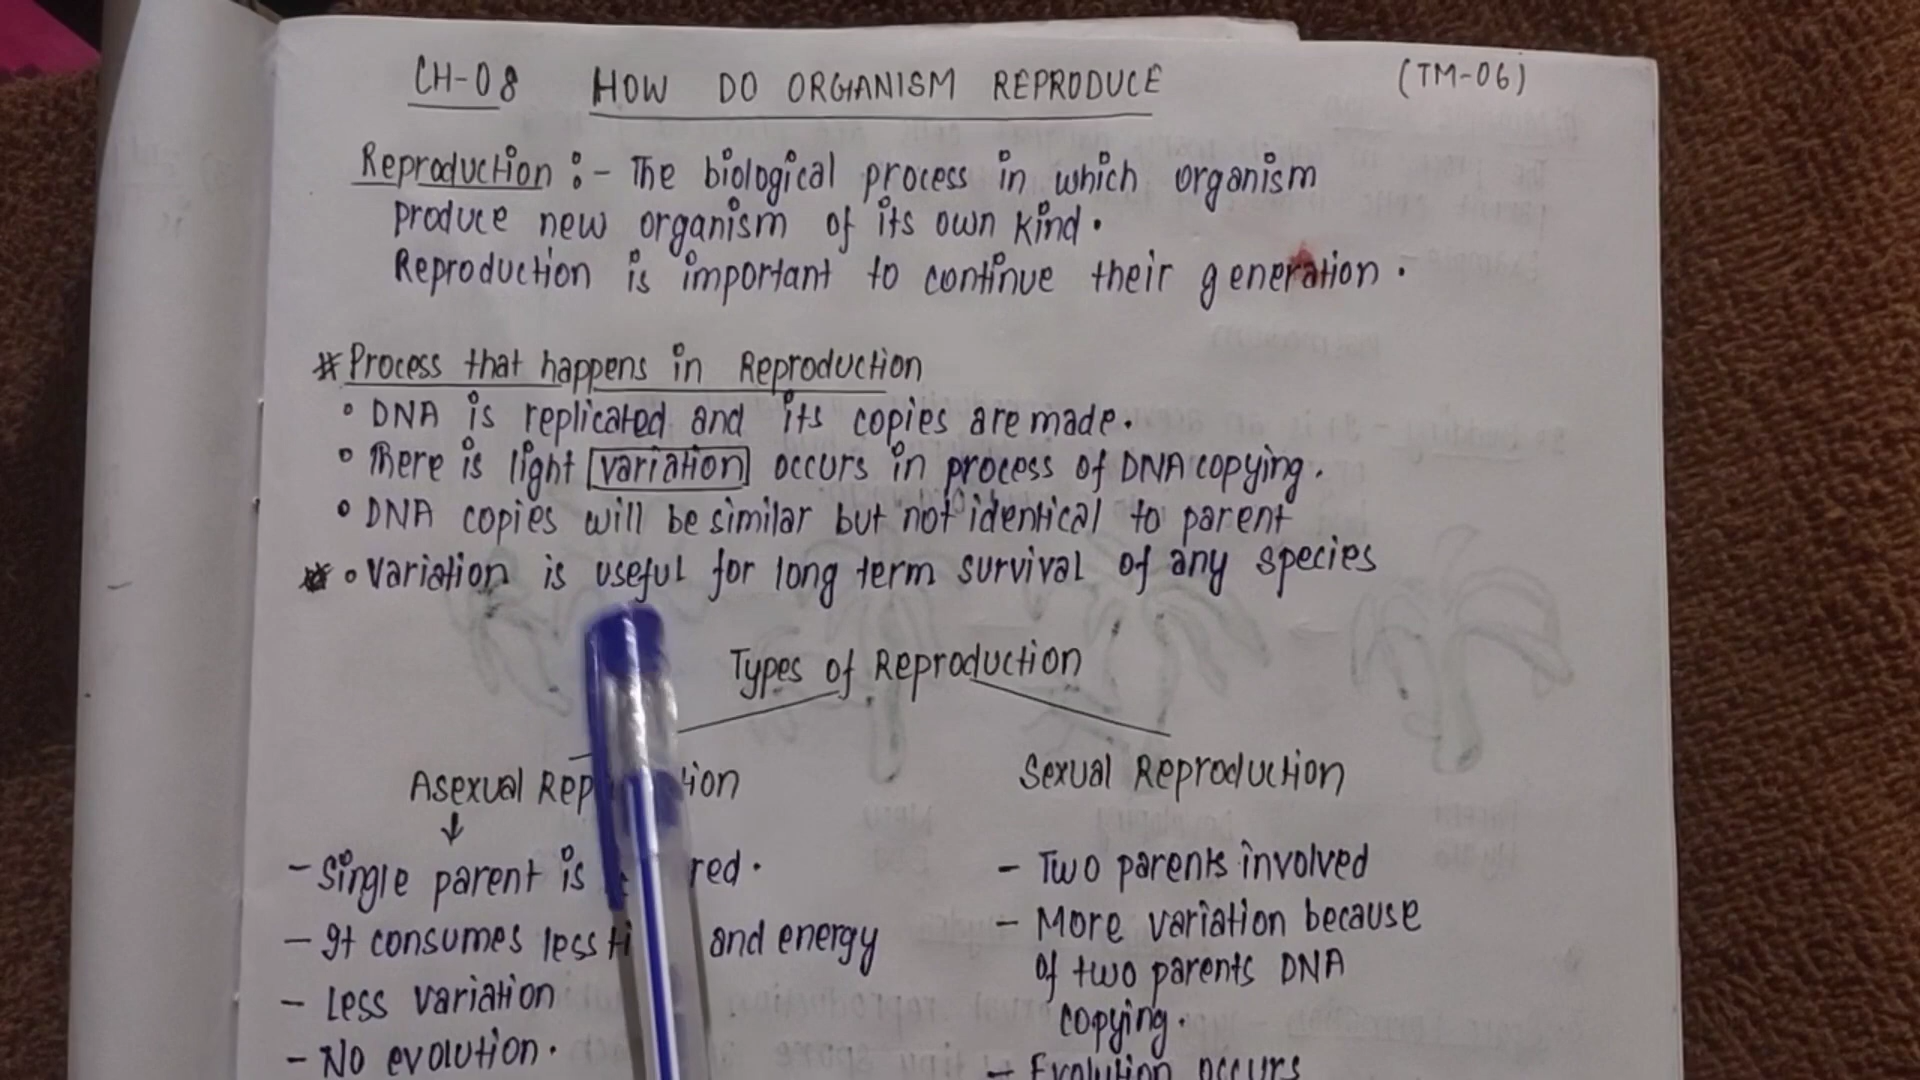 CH-08 HOW DO ORGANISM REPRODUCE (TM-06)
Reproduction :- The biological process in which organism
produce new organism of its own kind.
Reproduction is important to continue their generation.
* Process that happens in Reproduction
• DNA is replicated and its copies are made.
• There is light variation occurs in process of DNA copying.
• DNA copies will be similar but not identical to parent
* • Variation is useful for long term survival of any species
Types of Reproduction
Asexual Rep tion
Sexual Reproduction
↓
- Single parent is red.
- It consumes less and energy
- Less variation
- No evolution.
- Two parents involved
- More variation because
of two parents DNA
copying.
- Evolution occurs